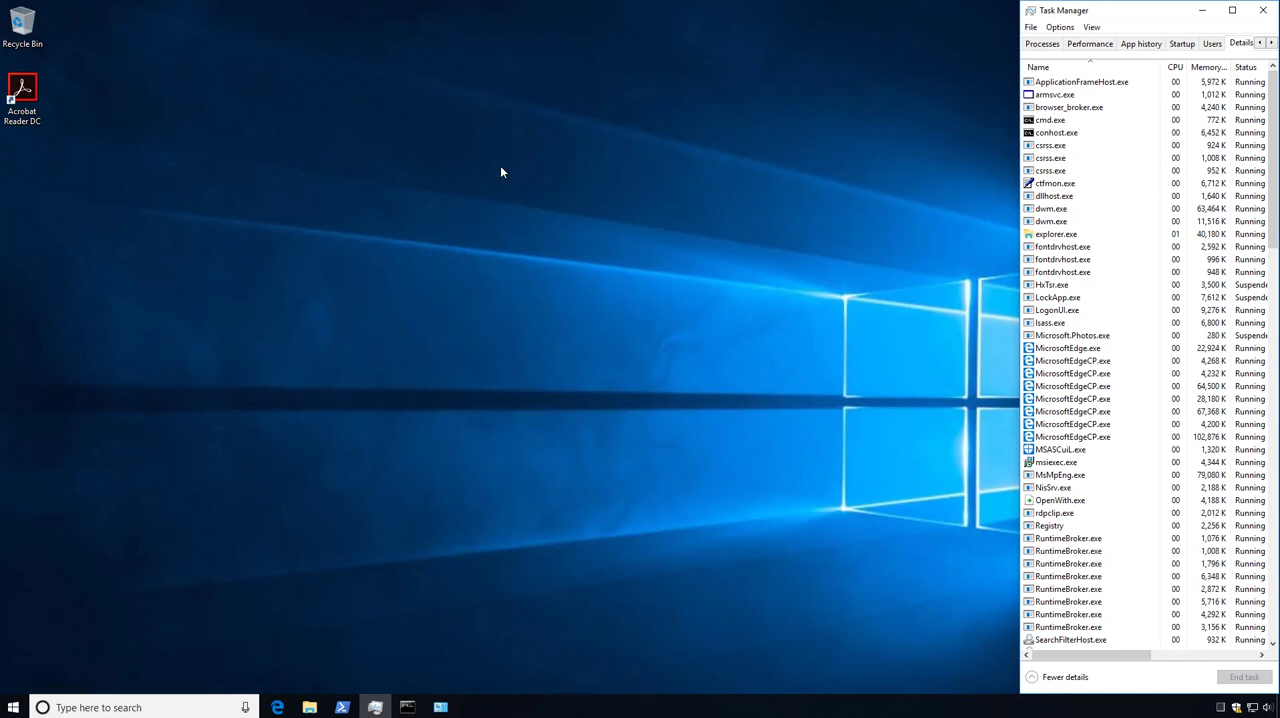 Recycle Bin
Acrobat
Reader DC
Task Manager
File Options View
Processes Performance App history Startup Users Details
Name CPU Memory... Status
ApplicationFrameHost.exe 00 5,972 K Running
armsvc.exe 00 1,012 K Running
browser_broker.exe 00 4,240 K Running
cmd.exe 00 772 K Running
conhost.exe 00 6,452 K Running
csrss.exe 00 924 K Running
csrss.exe 00 1,008 K Running
csrss.exe 00 952 K Running
ctfmon.exe 00 6,712 K Running
dllhost.exe 00 1,640 K Running
dwm.exe 00 63,464 K Running
dwm.exe 00 11,516 K Running
explorer.exe 01 40,180 K Running
fontdrvhost.exe 00 2,592 K Running
fontdrvhost.exe 00 996 K Running
fontdrvhost.exe 00 948 K Running
HxTsr.exe 00 3,500 K Suspende
LockApp.exe 00 7,612 K Suspende
LogonUI.exe 00 9,276 K Running
lsass.exe 00 6,800 K Running
Microsoft.Photos.exe 00 280 K Suspende
MicrosoftEdge.exe 00 22,924 K Running
MicrosoftEdgeCP.exe 00 4,268 K Running
MicrosoftEdgeCP.exe 00 4,232 K Running
MicrosoftEdgeCP.exe 00 64,500 K Running
MicrosoftEdgeCP.exe 00 28,180 K Running
MicrosoftEdgeCP.exe 00 67,368 K Running
MicrosoftEdgeCP.exe 00 4,200 K Running
MicrosoftEdgeCP.exe 00 102,876 K Running
MSASCuiL.exe 00 1,320 K Running
msiexec.exe 00 4,344 K Running
MsMpEng.exe 00 79,080 K Running
NisSrv.exe 00 2,188 K Running
OpenWith.exe 00 4,188 K Running
rdpclip.exe 00 2,012 K Running
Registry 00 2,256 K Running
RuntimeBroker.exe 00 1,076 K Running
RuntimeBroker.exe 00 1,008 K Running
RuntimeBroker.exe 00 1,796 K Running
RuntimeBroker.exe 00 6,348 K Running
RuntimeBroker.exe 00 2,872 K Running
RuntimeBroker.exe 00 5,716 K Running
RuntimeBroker.exe 00 4,292 K Running
RuntimeBroker.exe 00 3,156 K Running
SearchFilterHost.exe 00 932 K Running
Fewer details End task
Type here to search